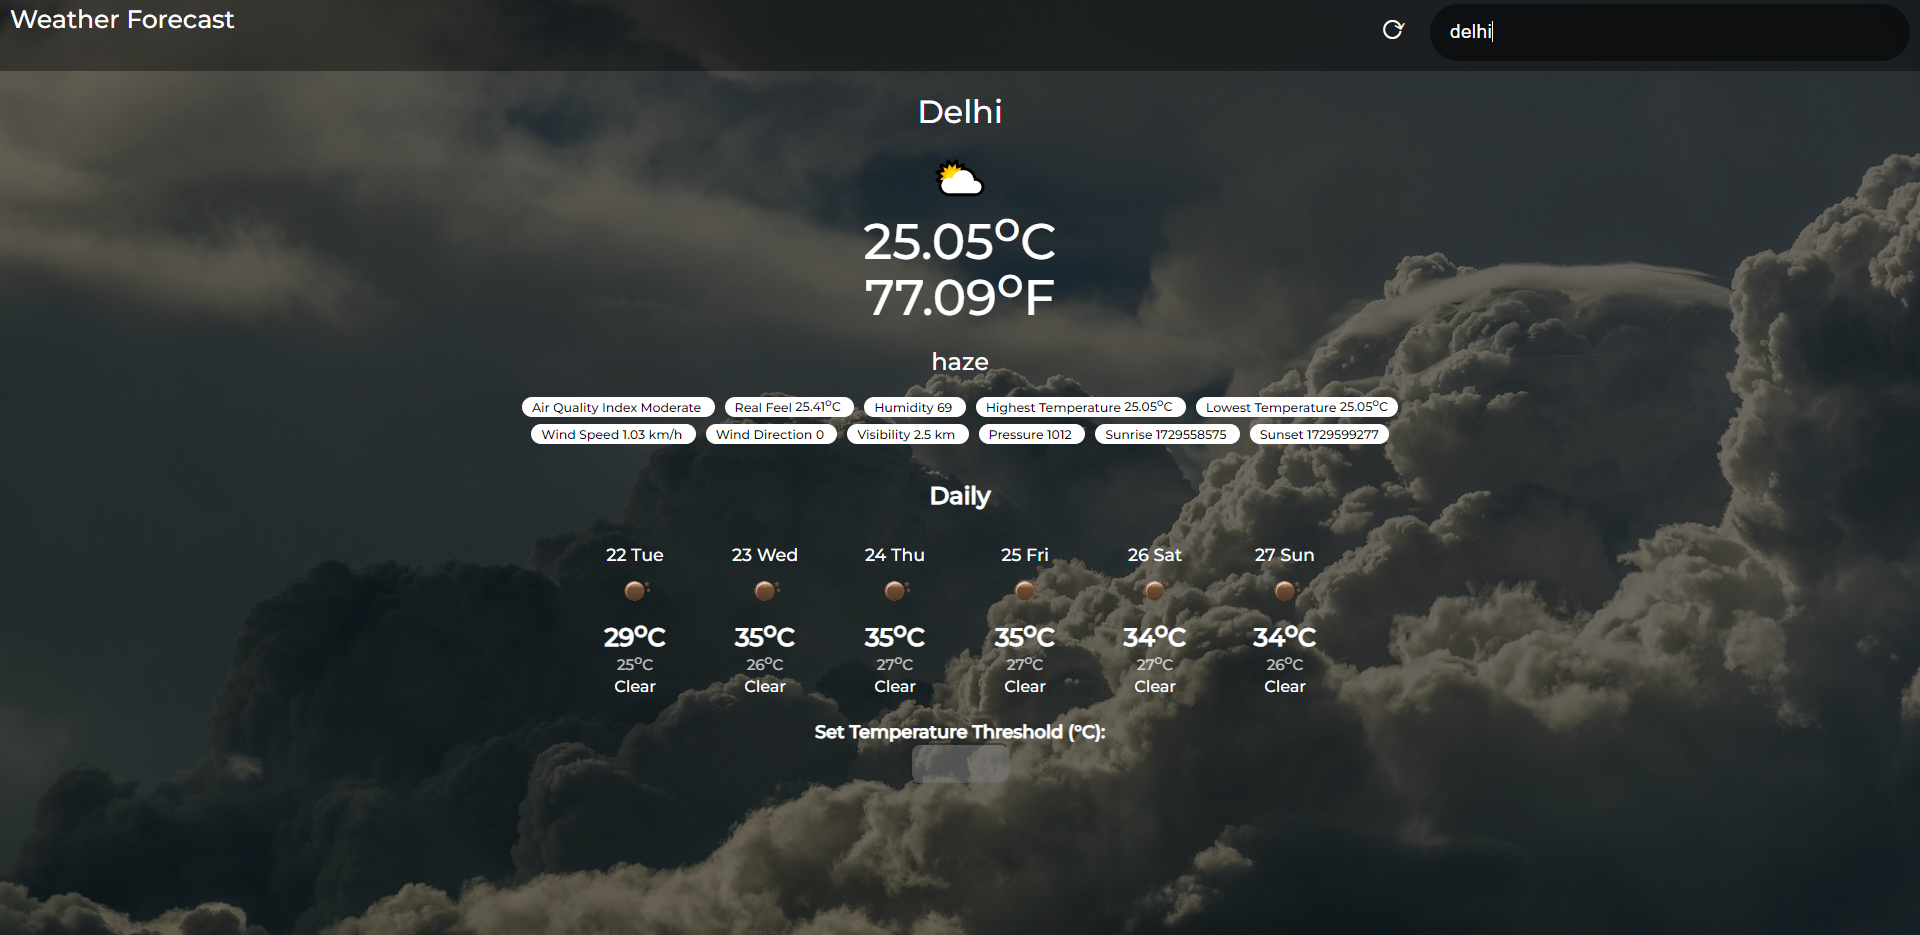 Weather Forecast
delhi
Delhi
25.05°C
77.09°F
haze
Air Quality Index Moderate Real Feel 25.41°C Humidity 69 Highest Temperature 25.05°C Lowest Temperature 25.05°C
Wind Speed 1.03 km/h Wind Direction 0 Visibility 2.5 km Pressure 1012 Sunrise 1729558575 Sunset 1729599277
Daily
22 Tue 23 Wed 24 Thu 25 Fri 26 Sat 27 Sun
29°C 35°C 35°C 35°C 34°C 34°C
25°C 26°C 27°C 27°C 27°C 26°C
Clear Clear Clear Clear Clear Clear
Set Temperature Threshold (°C):